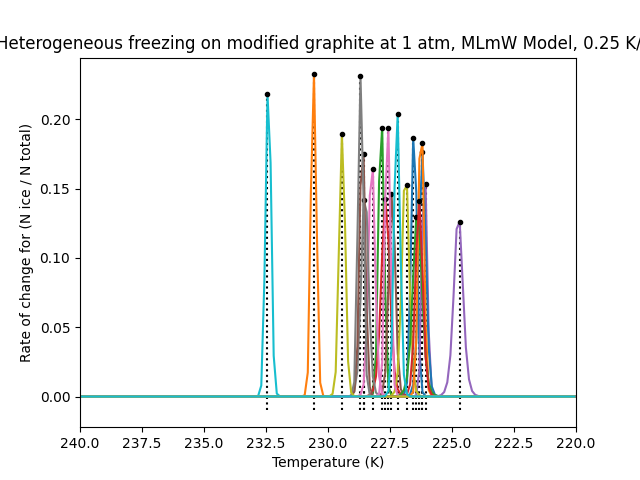 Heterogeneous freezing on modified graphite at 1 atm, MLmW Model, 0.25 K/
0.20
0.15
0.10
0.05
0.00
Rate of change for (N ice / N total)
240.0 237.5 235.0 232.5 230.0 227.5 225.0 222.5 220.0
Temperature (K)